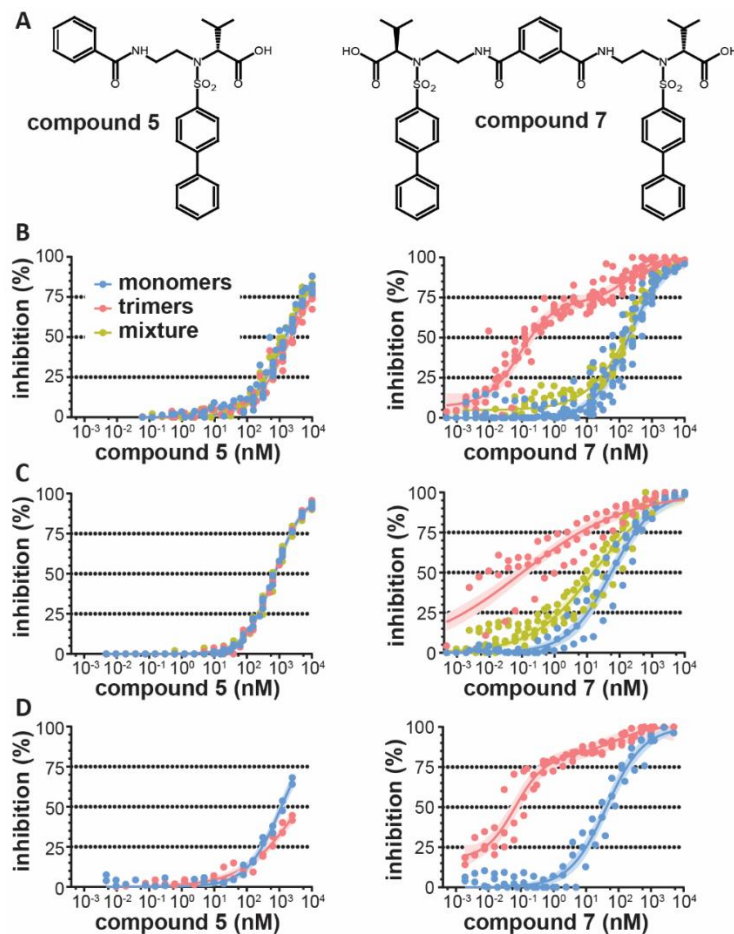 A
NH
N
OH
O
O
SO2
compound 5
HO
O
N
SO2
NH
O
O
NH
N
SO2
O
OH
compound 7
B
inhibition (%)
100
75
50
25
0
monomers
trimers
mixture
10-3 10-2 10-1 100 101 102 103 104
compound 5 (nM)
inhibition (%)
100
75
50
25
0
10-3 10-2 10-1 100 101 102 103 104
compound 7 (nM)
C
inhibition (%)
100
75
50
25
0
10-3 10-2 10-1 100 101 102 103 104
compound 5 (nM)
inhibition (%)
100
75
50
25
0
10-3 10-2 10-1 100 101 102 103 104
compound 7 (nM)
D
inhibition (%)
100
75
50
25
0
10-3 10-2 10-1 100 101 102 103 104
compound 5 (nM)
inhibition (%)
100
75
50
25
0
10-3 10-2 10-1 100 101 102 103 104
compound 7 (nM)